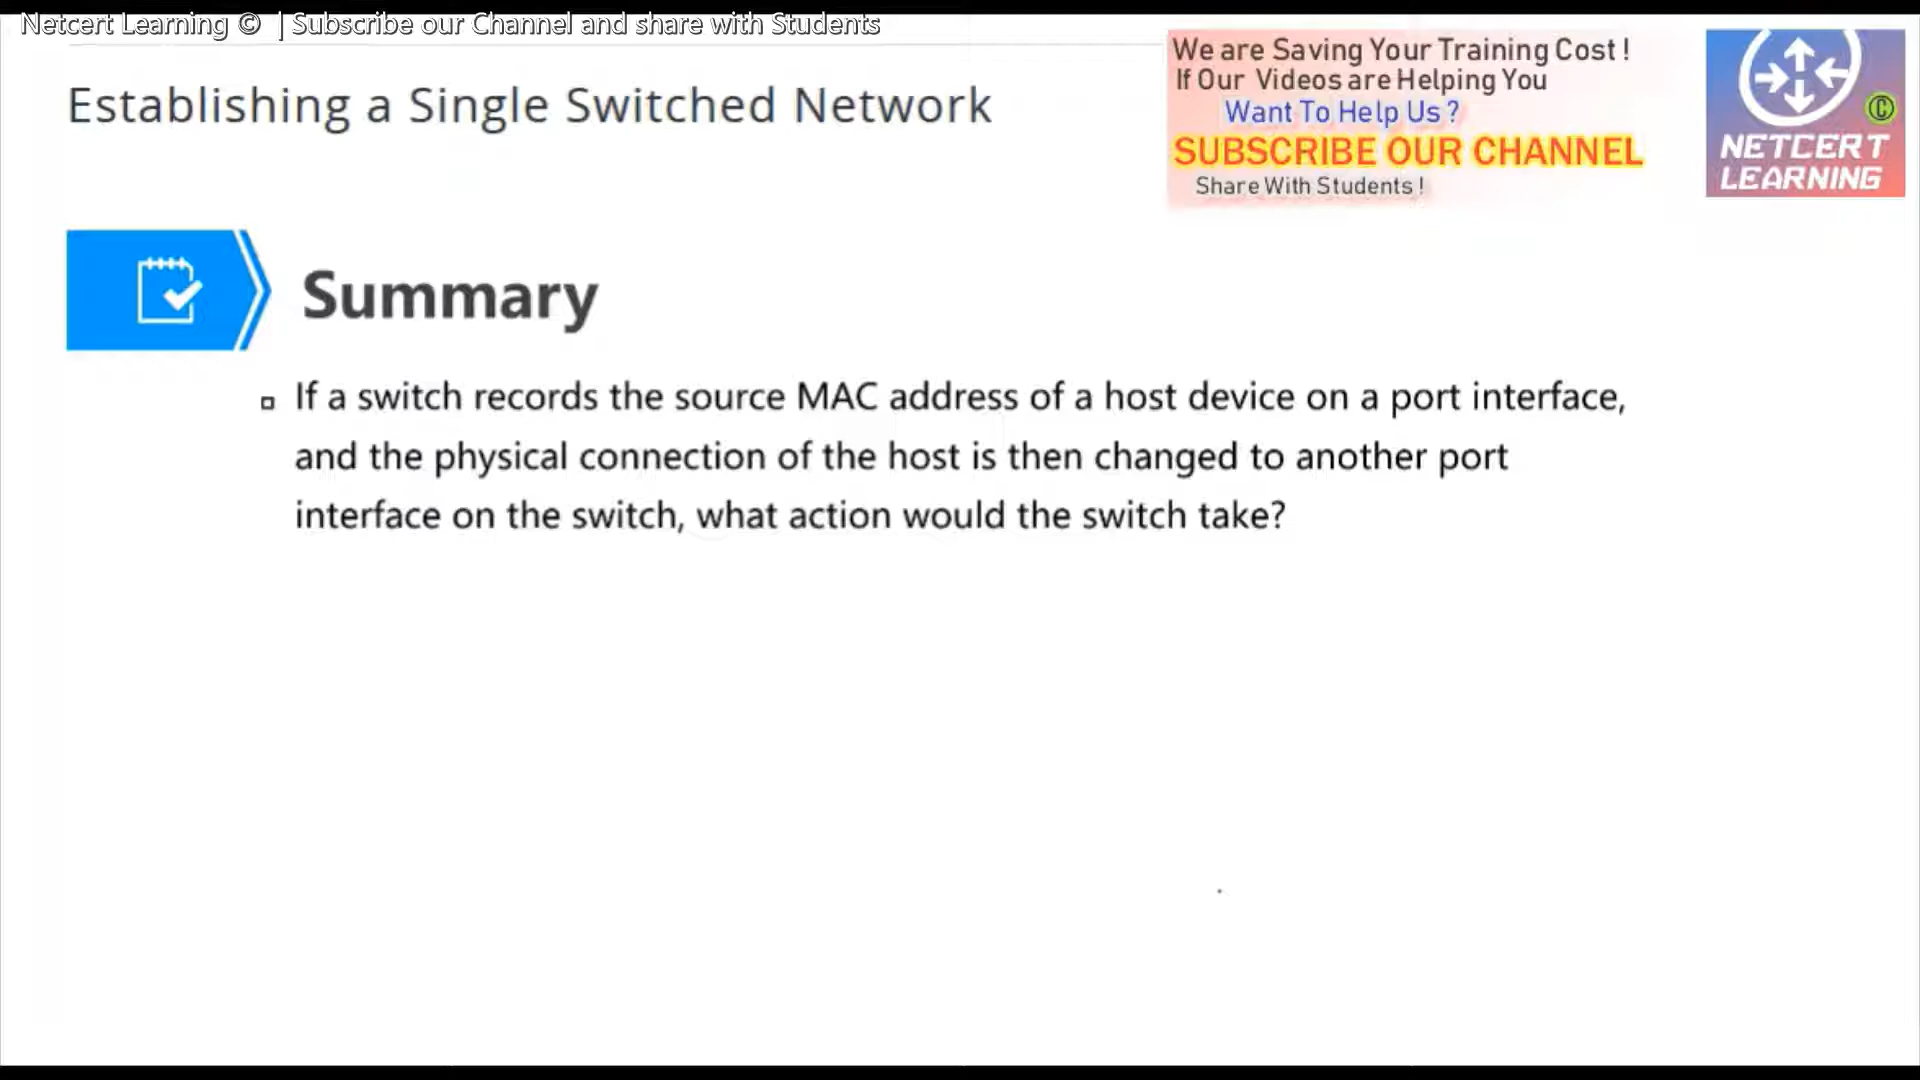 Netcert Learning © | Subscribe our Channel and share with Students
We are Saving Your Training Cost !
If Our Videos are Helping You
Want To Help Us ?
SUBSCRIBE OUR CHANNEL
Share With Students !
©
NETCERT
LEARNING
Establishing a Single Switched Network
Summary
If a switch records the source MAC address of a host device on a port interface,
and the physical connection of the host is then changed to another port
interface on the switch, what action would the switch take?